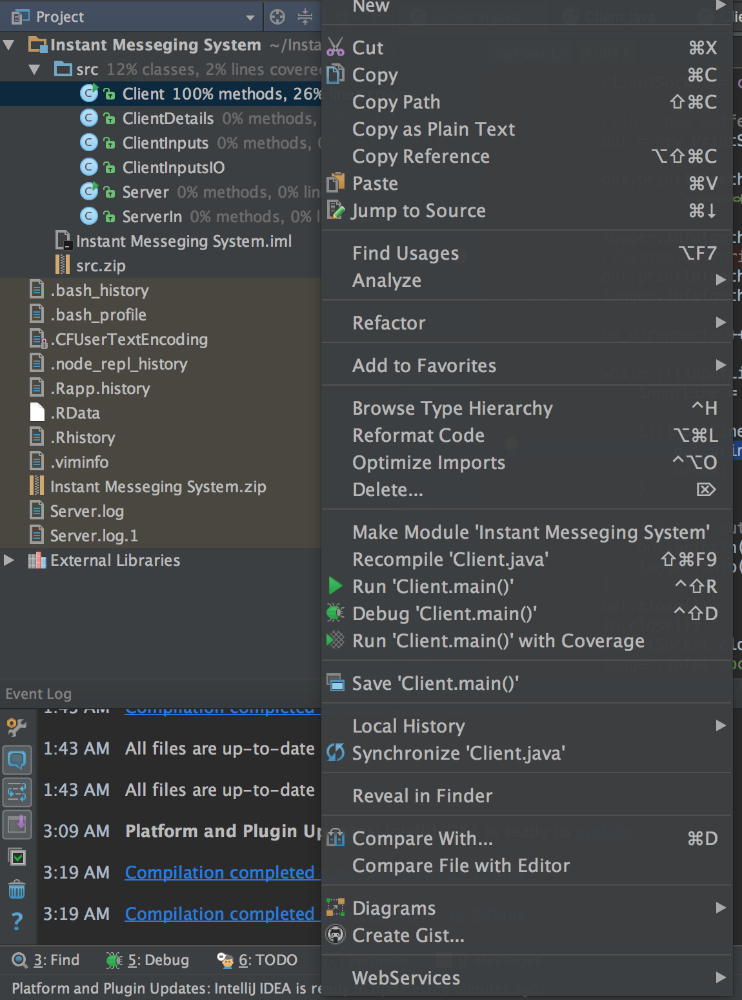 Project
Instant Messeging System ~/Insta
src 12% classes, 2% lines covered
Client 100% methods, 26%
ClientDetails 0% methods,
ClientInputs 0% methods,
ClientInputsIO
Server 0% methods, 0% line
ServerIn 0% methods, 0% l
Instant Messeging System.iml
src.zip
.bash_history
.bash_profile
.CFUserTextEncoding
.node_repl_history
.Rapp.history
.RData
.Rhistory
.viminfo
Instant Messeging System.zip
Server.log
Server.log.1
External Libraries
Event Log
1:43 AM Compilation completed
1:43 AM All files are up-to-date
1:43 AM All files are up-to-date
3:09 AM Platform and Plugin Up
3:19 AM Compilation completed
3:19 AM Compilation completed
3: Find 5: Debug 6: TODO
Platform and Plugin Updates: IntelliJ IDEA is re
New
Cut ⌘X
Copy ⌘C
Copy Path ⇧⌘C
Copy as Plain Text
Copy Reference ⌥⇧⌘C
Paste ⌘V
Jump to Source ⌘↓
Find Usages ⌥F7
Analyze
Refactor
Add to Favorites
Browse Type Hierarchy ^H
Reformat Code ⌥⌘L
Optimize Imports ^⌥O
Delete... ⌦
Make Module 'Instant Messeging System'
Recompile 'Client.java' ⇧⌘F9
Run 'Client.main()' ^⇧R
Debug 'Client.main()' ^⇧D
Run 'Client.main()' with Coverage
Save 'Client.main()'
Local History
Synchronize 'Client.java'
Reveal in Finder
Compare With... ⌘D
Compare File with Editor
Diagrams
Create Gist...
WebServices